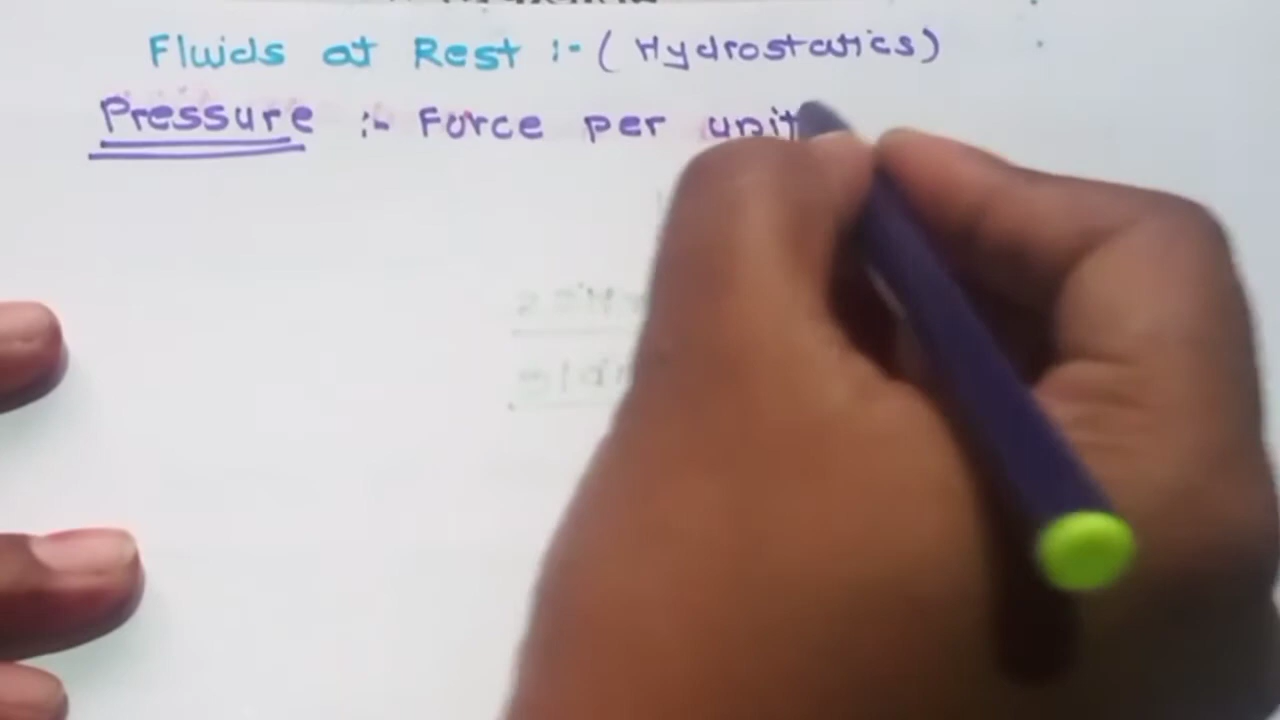 Fluids at Rest :- ( Hydrostatics)
Pressure :- Force per unit